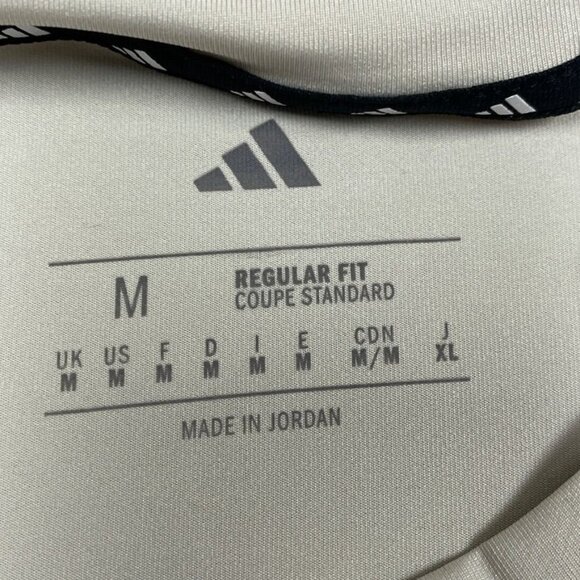 M REGULAR FIT
COUPE STANDARD
UK US F D I E CDN J
M M M M M M M/M XL
MADE IN JORDAN